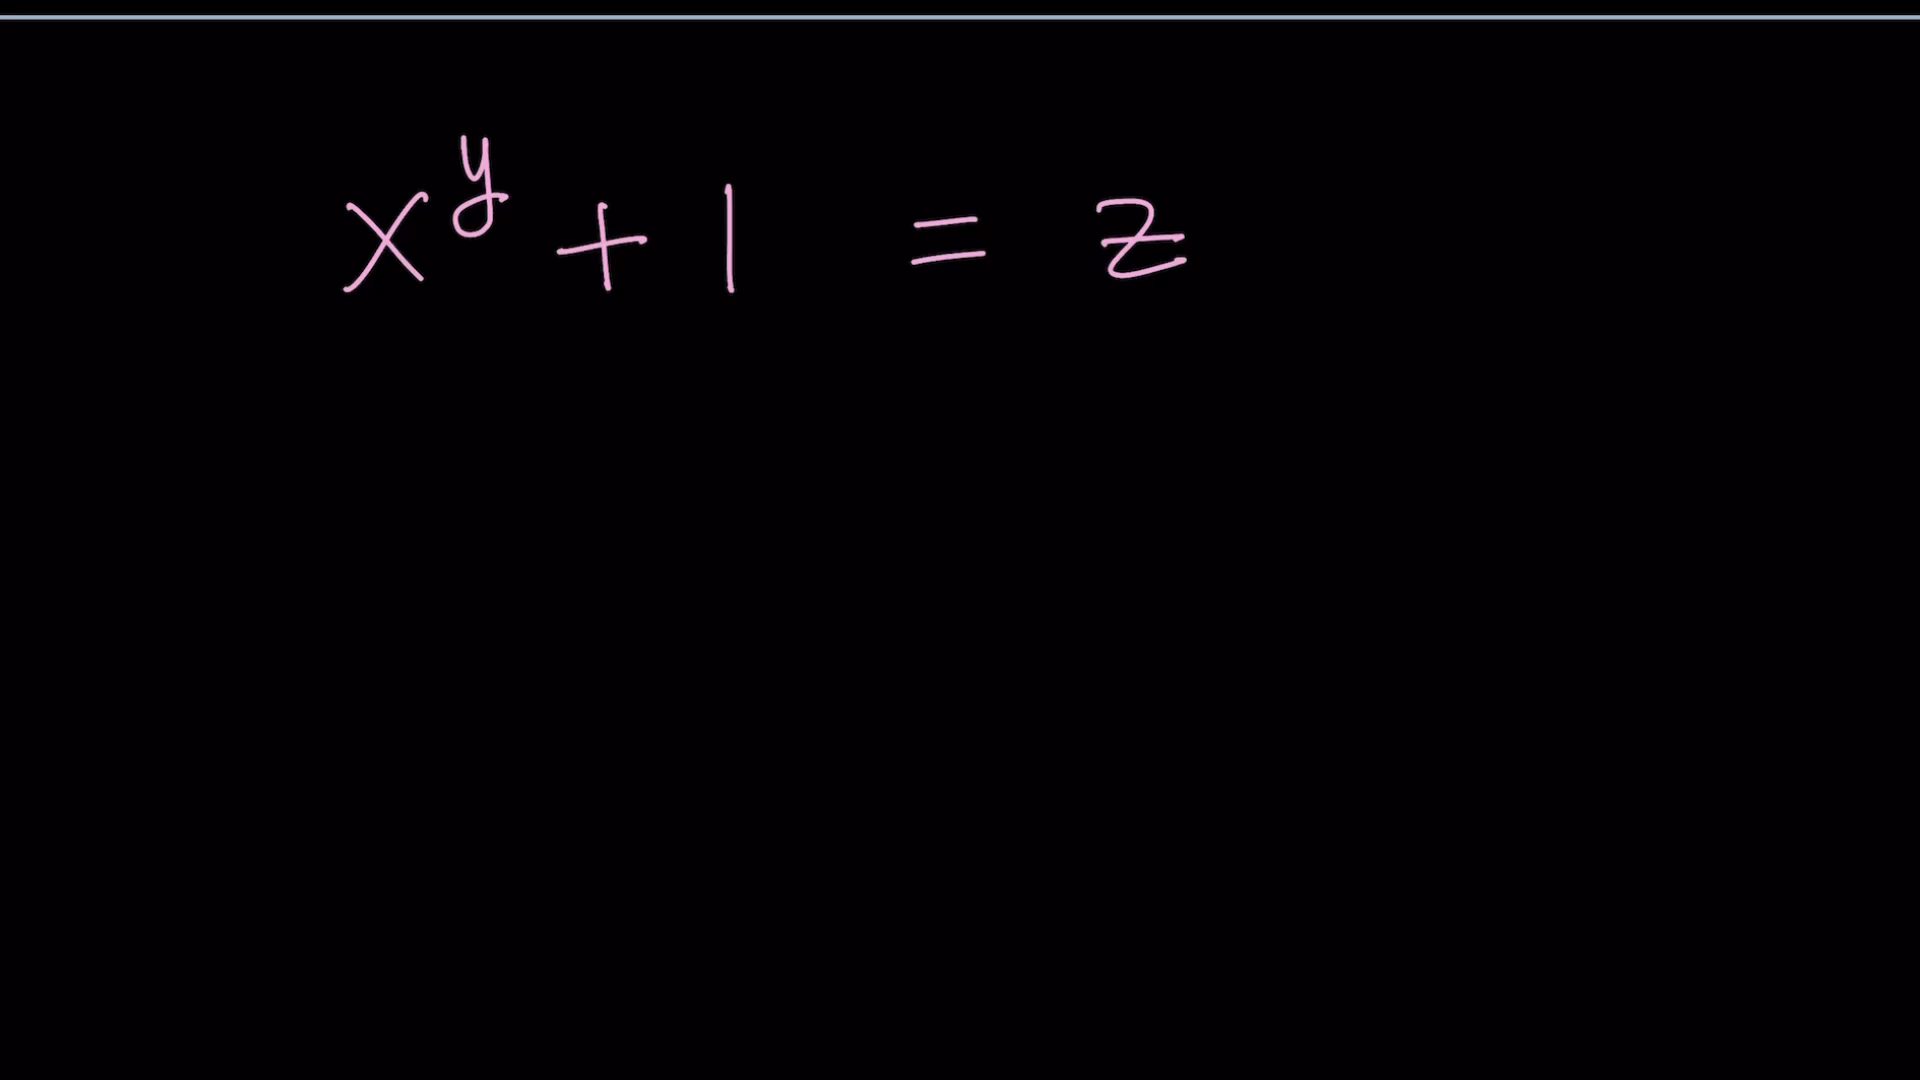 x^y + 1 = z